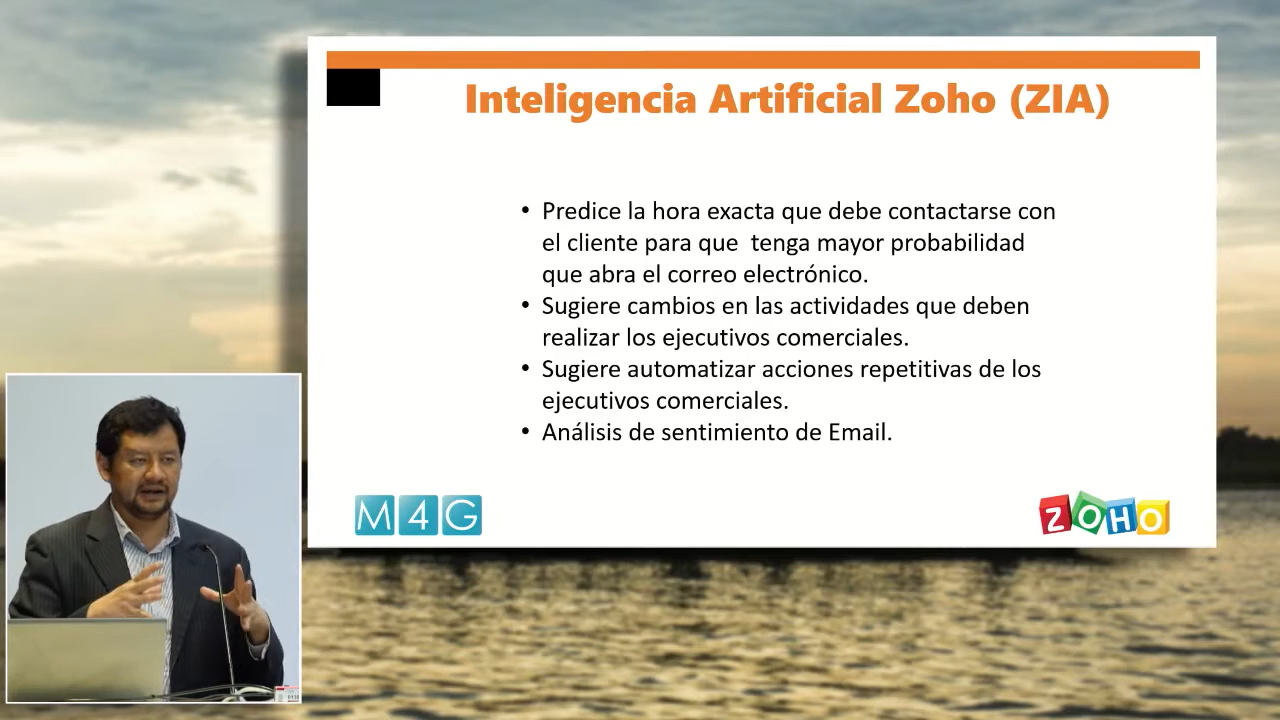 Inteligencia Artificial Zoho (ZIA)
• Predice la hora exacta que debe contactarse con
el cliente para que  tenga mayor probabilidad
que abra el correo electrónico.
• Sugiere cambios en las actividades que deben
realizar los ejecutivos comerciales.
• Sugiere automatizar acciones repetitivas de los
ejecutivos comerciales.
• Análisis de sentimiento de Email.
M4G
ZOHO